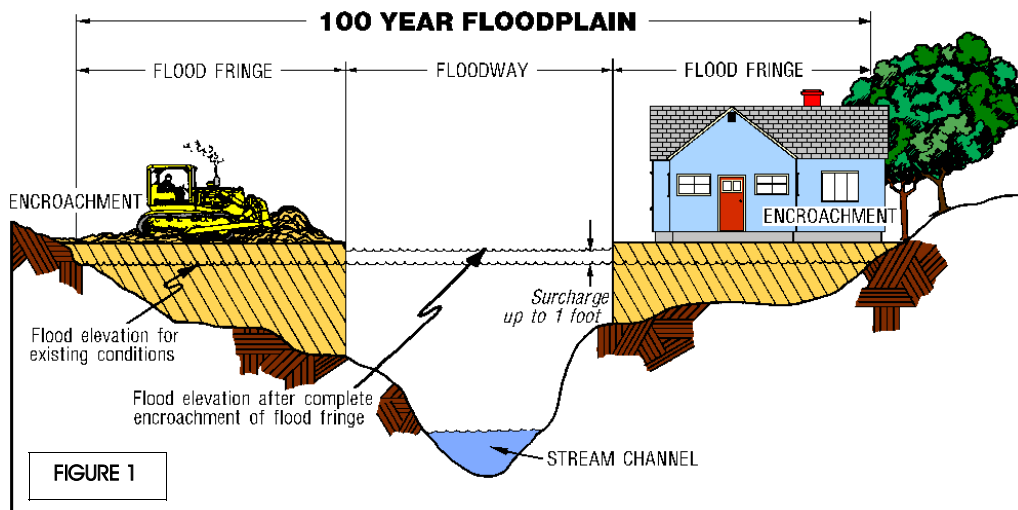 100 YEAR FLOODPLAIN
FLOOD FRINGE
FLOODWAY
FLOOD FRINGE
ENCROACHMENT
ENCROACHMENT
Surcharge
up to 1 foot
Flood elevation for
existing conditions
Flood elevation after complete
encroachment of flood fringe
STREAM CHANNEL
FIGURE 1